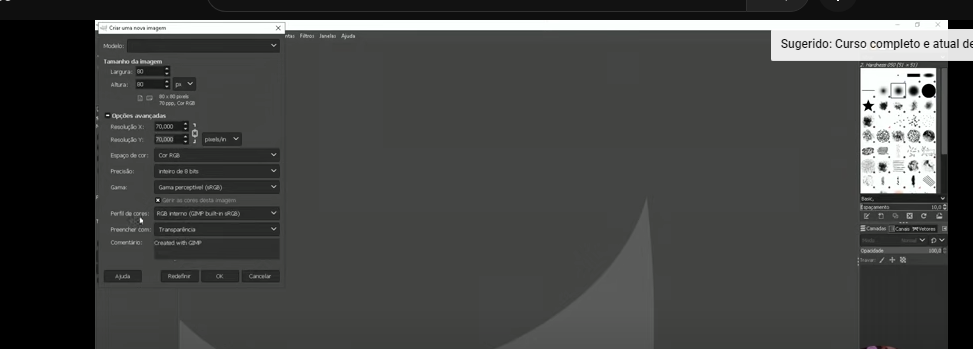 Criar uma nova imagem
Filtros Janelas Ajuda
Sugerido: Curso completo e atual de
Modelo:
Tamanho da imagem
Largura: 80
Altura: 80 px
80 x 80 pixels
70 ppp, Cor RGB
Opções avançadas
Resolução X: 70,000
Resolução Y: 70,000 pixels/in
Espaço de cor: Cor RGB
Precisão: inteiro de 8 bits
Gama: Gama perceptível (sRGB)
Gerir as cores desta imagem
Perfil de cores: RGB interno (GIMP built-in sRGB)
Preencher com: Transparência
Comentário: Created with GIMP
Ajuda Redefinir OK Cancelar
2. Hardness 050 (51 × 51)
Basic,
Espaçamento 10,0
Camadas Canais Vetores
Modo Normal
Opacidade 100,0
Travar: